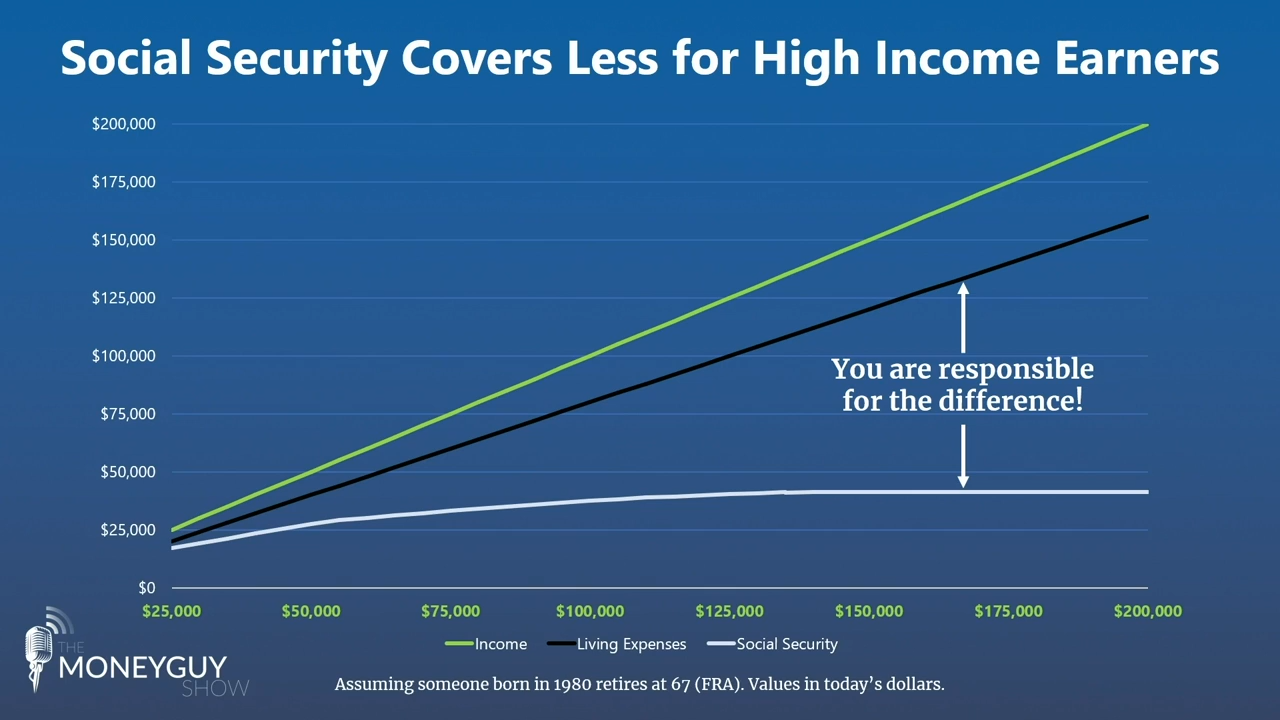 Social Security Covers Less for High Income Earners
$200,000
$175,000
$150,000
$125,000
$100,000
$75,000
$50,000
$25,000
$0
You are responsible
for the difference!
$25,000 $50,000 $75,000 $100,000 $125,000 $150,000 $175,000 $200,000
Income Living Expenses Social Security
THE
MONEYGUY
SHOW
Assuming someone born in 1980 retires at 67 (FRA). Values in today’s dollars.